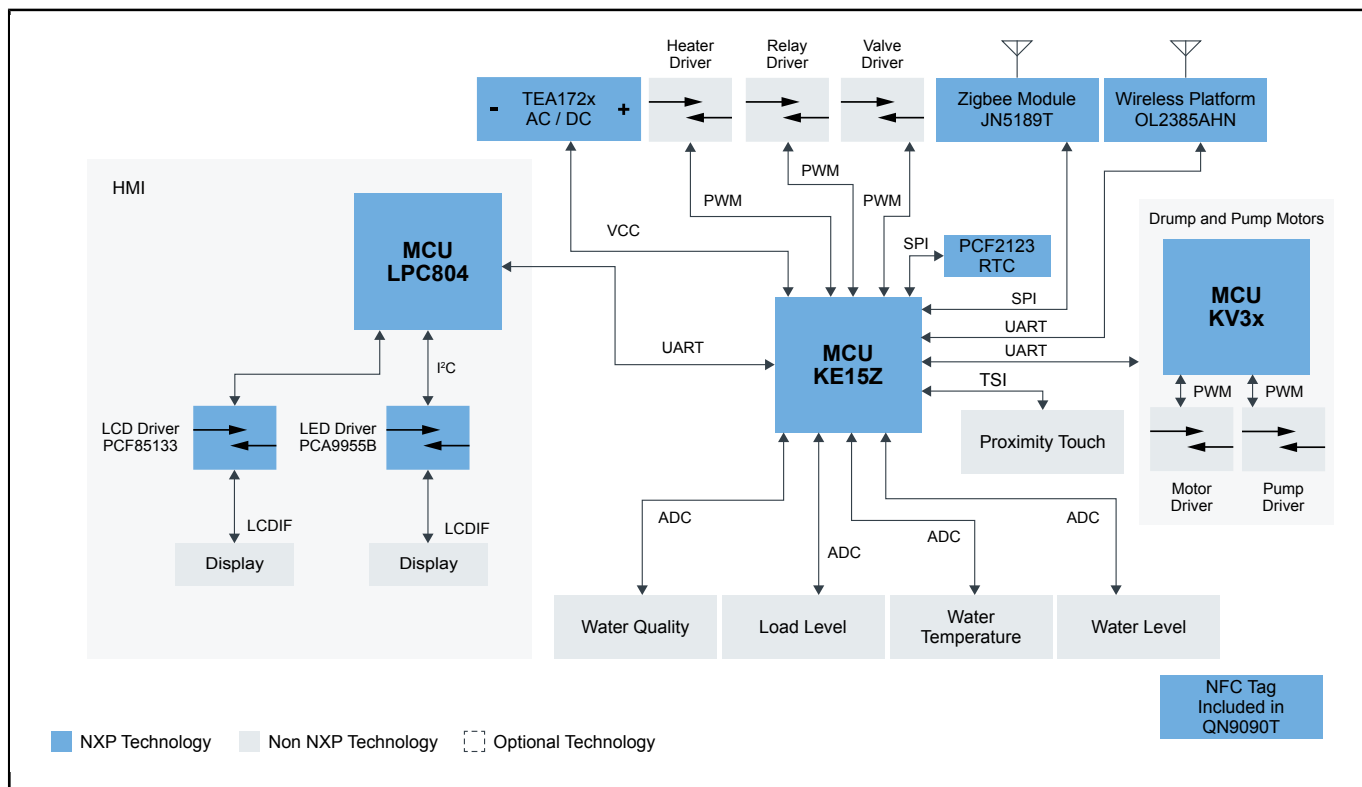 Heater
Driver
Relay
Driver
Valve
Driver
- TEA172x +
AC / DC
Zigbee Module
JN5189T
Wireless Platform
OL2385AHN
HMI
MCU
LPC804
VCC
PWM
PWM
PWM
SPI
PCF2123
RTC
Drump and Pump Motors
MCU
KV3x
SPI
UART
UART
UART
MCU
KE15Z
TSI
Proximity Touch
I²C
LCD Driver
PCF85133
LED Driver
PCA9955B
PWM
PWM
Motor
Driver
Pump
Driver
LCDIF
LCDIF
Display
Display
ADC
ADC
ADC
ADC
Water Quality
Load Level
Water
Temperature
Water Level
NFC Tag
Included in
QN9090T
NXP Technology
Non NXP Technology
Optional Technology